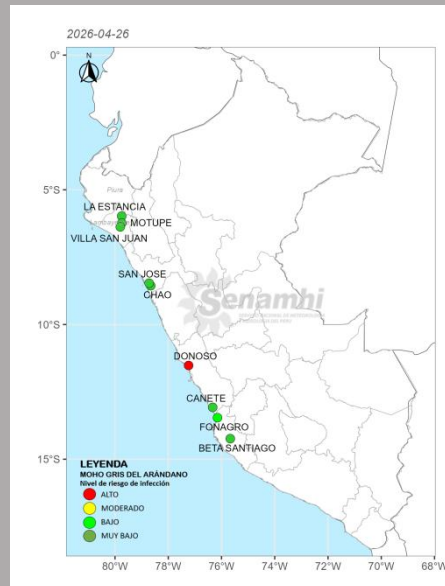 2026-04-26
N
0°
5°S
10°S
15°S
Piura
LA ESTANCIA
MOTUPE
VILLA SAN JUAN
SAN JOSE
CHAO
Senamhi
DONOSO
CANETE
FONAGRO
BETA SANTIAGO
LEYENDA
MOHO GRIS DEL ARÁNDANO
Nivel de riesgo de infección
ALTO
MODERADO
BAJO
MUY BAJO
80°W 78°W 76°W 74°W 72°W 70°W 68°W